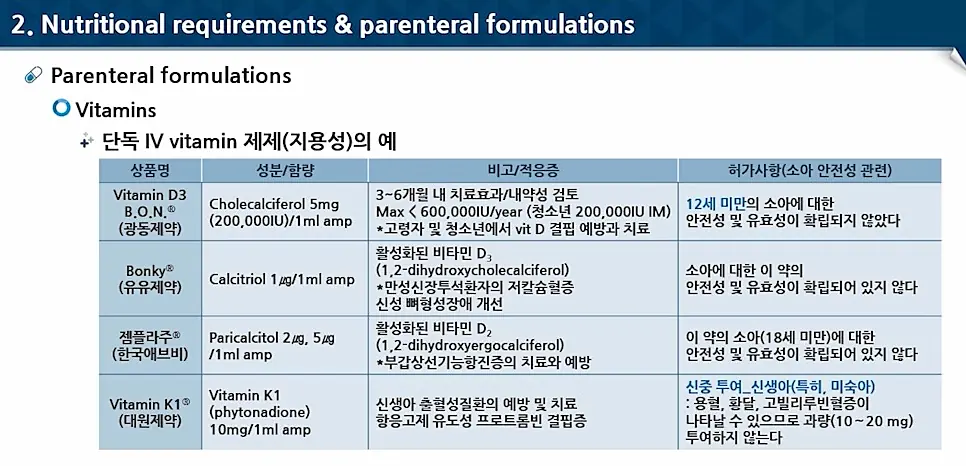 2. Nutritional requirements & parenteral formulations
Parenteral formulations
Vitamins
단독 IV vitamin 제제(지용성)의 예
상품명
성분/함량
비고/적응증
허가사항(소아 안전성 관련)
Vitamin D3
B.O.N.®
(광동제약)
Cholecalciferol 5mg
(200,000IU)/1ml amp
3~6개월 내 치료효과/내약성 검토
Max < 600,000IU/year (청소년 200,000IU IM)
*고령자 및 청소년에서 vit D 결핍 예방과 치료
12세 미만의 소아에 대한
안전성 및 유효성이 확립되지 않았다
Bonky®
(유유제약)
Calcitriol 1㎍/1ml amp
활성화된 비타민 D3
(1,2-dihydroxycholecalciferol)
*만성신장투석환자의 저칼슘혈증
신성 뼈형성장애 개선
소아에 대한 이 약의
안전성 및 유효성이 확립되어 있지 않다
젬플라주®
(한국애브비)
Paricalcitol 2㎍, 5㎍
/1ml amp
활성화된 비타민 D2
(1,2-dihydroxyergocalciferol)
*부갑상선기능항진증의 치료와 예방
이 약의 소아(18세 미만)에 대한
안전성 및 유효성이 확립되어 있지 않다
Vitamin K1®
(대원제약)
Vitamin K1
(phytonadione)
10mg/1ml amp
신생아 출혈성질환의 예방 및 치료
항응고제 유도성 프로트롬빈 결핍증
신중 투여_신생아(특히, 미숙아)
: 용혈, 황달, 고빌리루빈혈증이
나타날 수 있으므로 과량(10~20 mg)
투여하지 않는다